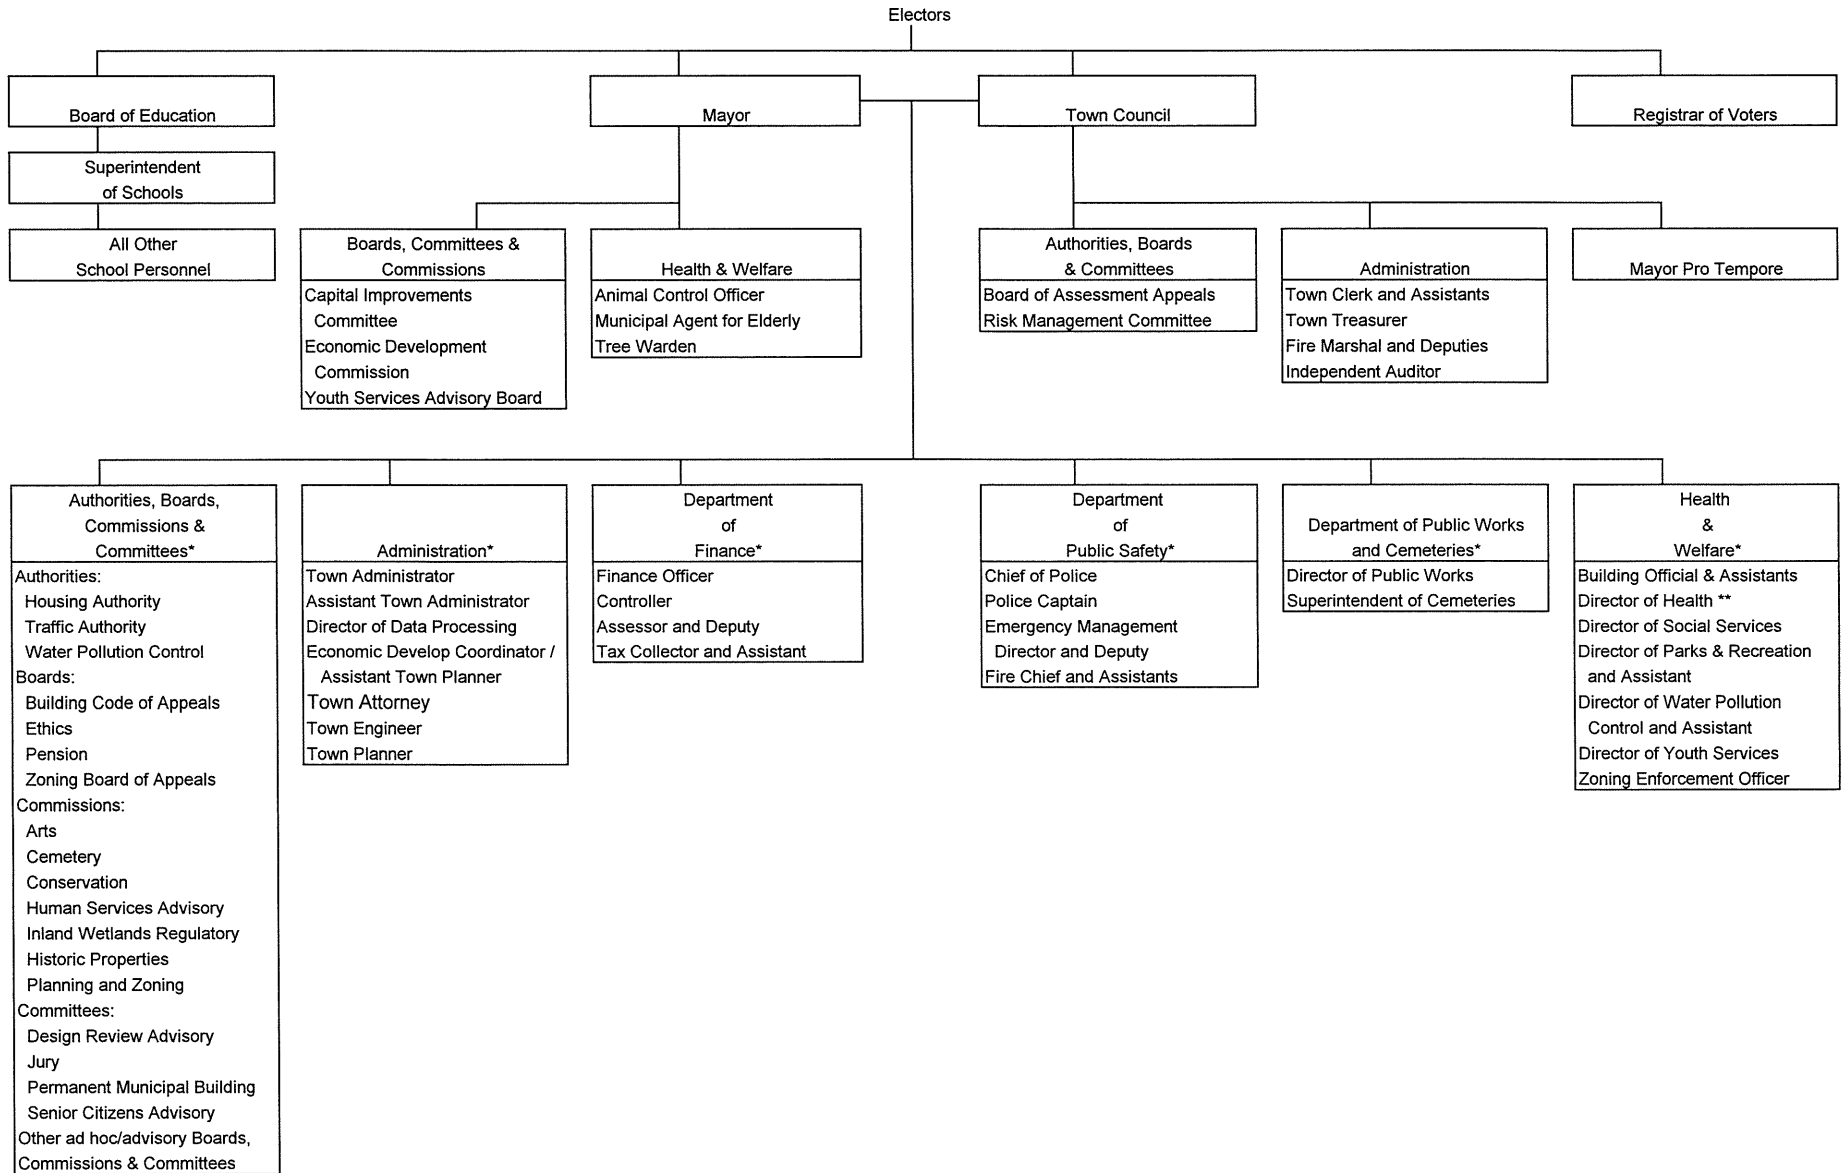 Electors
Board of Education
Mayor
Town Council
Registrar of Voters
Superintendent
of Schools
All Other
School Personnel
Boards, Committees &
Commissions
Capital Improvements
Committee
Economic Development
Commission
Youth Services Advisory Board
Health & Welfare
Animal Control Officer
Municipal Agent for Elderly
Tree Warden
Authorities, Boards
& Committees
Board of Assessment Appeals
Risk Management Committee
Administration
Town Clerk and Assistants
Town Treasurer
Fire Marshal and Deputies
Independent Auditor
Mayor Pro Tempore
Authorities, Boards,
Commissions &
Committees*
Authorities:
Housing Authority
Traffic Authority
Water Pollution Control
Boards:
Building Code of Appeals
Ethics
Pension
Zoning Board of Appeals
Commissions:
Arts
Cemetery
Conservation
Human Services Advisory
Inland Wetlands Regulatory
Historic Properties
Planning and Zoning
Committees:
Design Review Advisory
Jury
Permanent Municipal Building
Senior Citizens Advisory
Other ad hoc/advisory Boards,
Commissions & Committees
Administration*
Town Administrator
Assistant Town Administrator
Director of Data Processing
Economic Develop Coordinator /
Assistant Town Planner
Town Attorney
Town Engineer
Town Planner
Department
of
Finance*
Finance Officer
Controller
Assessor and Deputy
Tax Collector and Assistant
Department
of
Public Safety*
Chief of Police
Police Captain
Emergency Management
Director and Deputy
Fire Chief and Assistants
Department of Public Works
and Cemeteries*
Director of Public Works
Superintendent of Cemeteries
Health
&
Welfare*
Building Official & Assistants
Director of Health **
Director of Social Services
Director of Parks & Recreation
and Assistant
Director of Water Pollution
Control and Assistant
Director of Youth Services
Zoning Enforcement Officer